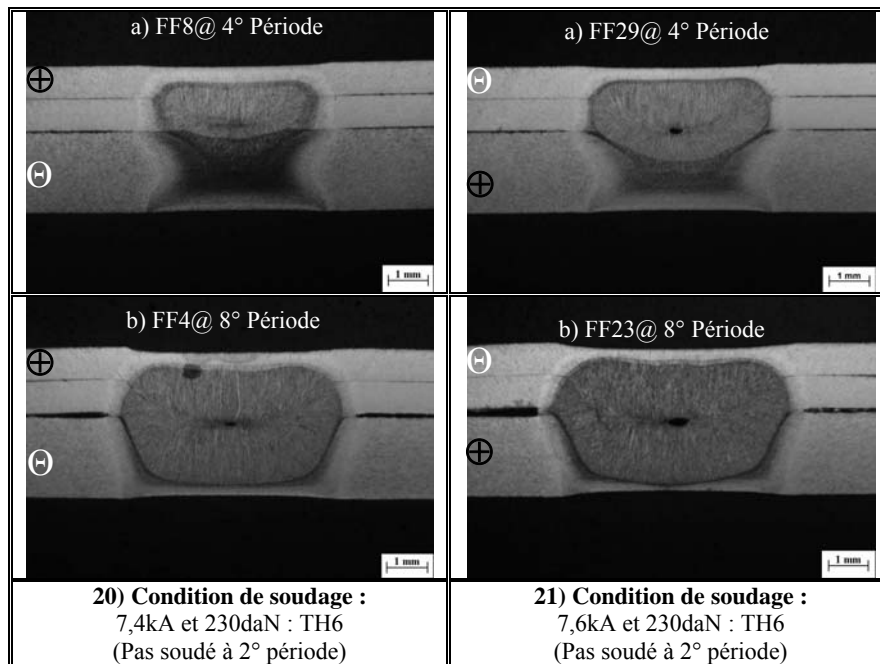 a) FF8@ 4° Période
⊕
Θ
1 mm
a) FF29@ 4° Période
Θ
⊕
1 mm
b) FF4@ 8° Période
⊕
Θ
1 mm
b) FF23@ 8° Période
Θ
⊕
1 mm
20) Condition de soudage :
7,4kA et 230daN : TH6
(Pas soudé à 2° période)
21) Condition de soudage :
7,6kA et 230daN : TH6
(Pas soudé à 2° période)